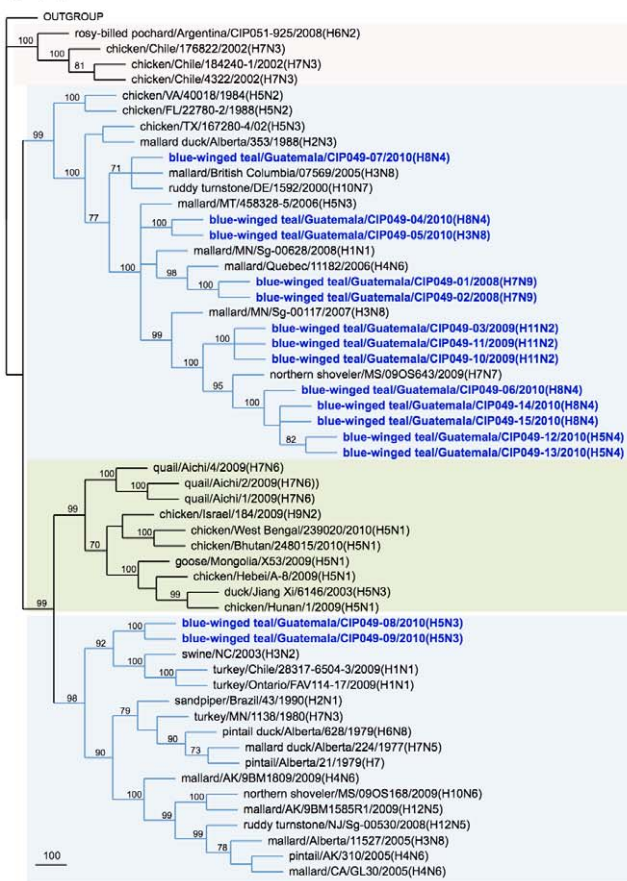 OUTGROUP
rosy-billed pochard/Argentina/CIP051-925/2008(H6N2)
100
chicken/Chile/176822/2002(H7N3)
100
chicken/Chile/184240-1/2002(H7N3)
81
chicken/Chile/4322/2002(H7N3)
chicken/VA/40018/1984(H5N2)
100
chicken/FL/22780-2/1988(H5N2)
99
chicken/TX/167280-4/02(H5N3)
mallard duck/Alberta/353/1988(H2N3)
100
blue-winged teal/Guatemala/CIP049-07/2010(H8N4)
71
mallard/British Columbia/07569/2005(H3N8)
ruddy turnstone/DE/1592/2000(H10N7)
77
mallard/MT/458328-5/2006(H5N3)
blue-winged teal/Guatemala/CIP049-04/2010(H8N4)
100
blue-winged teal/Guatemala/CIP049-05/2010(H3N8)
mallard/MN/Sg-00628/2008(H1N1)
100
mallard/Quebec/11182/2006(H4N6)
98
blue-winged teal/Guatemala/CIP049-01/2008(H7N9)
100
blue-winged teal/Guatemala/CIP049-02/2008(H7N9)
mallard/MN/Sg-00117/2007(H3N8)
99
blue-winged teal/Guatemala/CIP049-03/2009(H11N2)
100
blue-winged teal/Guatemala/CIP049-11/2009(H11N2)
100
blue-winged teal/Guatemala/CIP049-10/2009(H11N2)
northern shoveler/MS/09OS643/2009(H7N7)
95
blue-winged teal/Guatemala/CIP049-06/2010(H8N4)
100
blue-winged teal/Guatemala/CIP049-14/2010(H8N4)
blue-winged teal/Guatemala/CIP049-15/2010(H8N4)
blue-winged teal/Guatemala/CIP049-12/2010(H5N4)
82
blue-winged teal/Guatemala/CIP049-13/2010(H5N4)
quail/Aichi/4/2009(H7N6)
100
quail/Aichi/2/2009(H7N6))
100
quail/Aichi/1/2009(H7N6)
99
chicken/Israel/184/2009(H9N2)
chicken/West Bengal/239020/2010(H5N1)
100
chicken/Bhutan/248015/2010(H5N1)
70
goose/Mongolia/X53/2009(H5N1)
100
chicken/Hebei/A-8/2009(H5N1)
duck/Jiang Xi/6146/2003(H5N3)
99
chicken/Hunan/1/2009(H5N1)
99
blue-winged teal/Guatemala/CIP049-08/2010(H5N3)
100
blue-winged teal/Guatemala/CIP049-09/2010(H5N3)
92
swine/NC/2003(H3N2)
100
turkey/Chile/28317-6504-3/2009(H1N1)
100
turkey/Ontario/FAV114-17/2009(H1N1)
98
sandpiper/Brazil/43/1990(H2N1)
79
turkey/MN/1138/1980(H7N3)
pintail duck/Alberta/628/1979(H6N8)
90
mallard duck/Alberta/224/1977(H7N5)
73
pintail/Alberta/21/1979(H7)
90
mallard/AK/9BM1809/2009(H4N6)
100
northern shoveler/MS/09OS168/2009(H10N6)
100
mallard/AK/9BM1585R1/2009(H12N5)
99
ruddy turnstone/NJ/Sg-00530/2008(H12N5)
99
mallard/Alberta/11527/2005(H3N8)
78
pintail/AK/310/2005(H4N6)
mallard/CA/GL30/2005(H4N6)
100